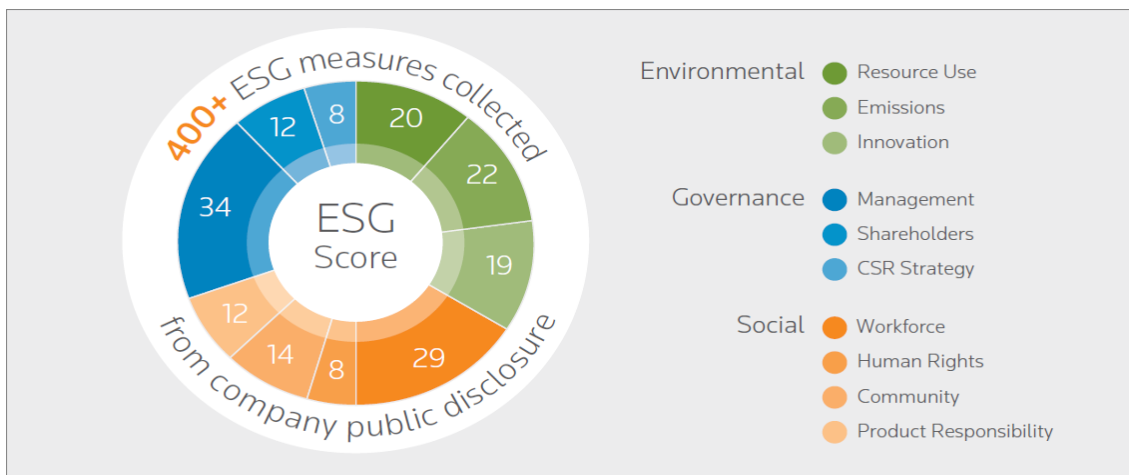 400+ ESG measures collected
from company public disclosure
8
20
22
19
29
8
14
12
34
12
ESG
Score
Environmental
Resource Use
Emissions
Innovation
Governance
Management
Shareholders
CSR Strategy
Social
Workforce
Human Rights
Community
Product Responsibility